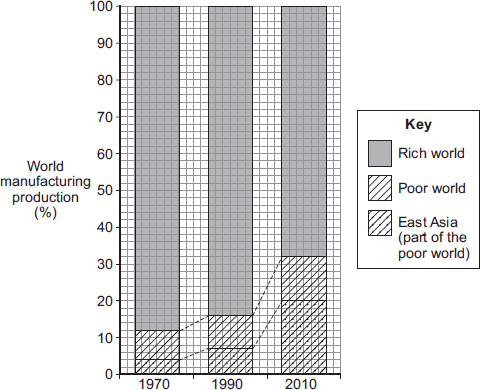 100
90
80
70
60
World
manufacturing
production
(%)
50
40
30
20
10
0
1970 1990 2010
Key
Rich world
Poor world
East Asia
(part of the
poor world)